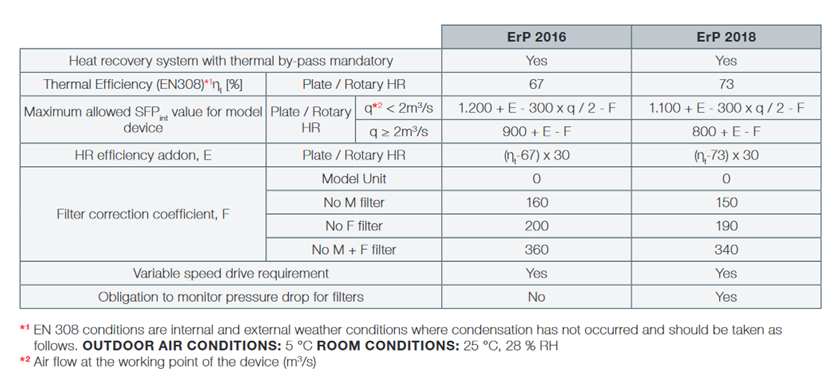 ErP 2016 ErP 2018
Heat recovery system with thermal by-pass mandatory Yes Yes
Thermal Efficiency (EN308)*¹ηt [%] Plate / Rotary HR 67 73
Maximum allowed SFPint value for model device Plate / Rotary HR q*² < 2m³/s 1.200 + E - 300 x q / 2 - F 1.100 + E - 300 x q / 2 - F
q ≥ 2m³/s 900 + E - F 800 + E - F
HR efficiency addon, E Plate / Rotary HR (ηt-67) x 30 (ηt-73) x 30
Filter correction coefficient, F Model Unit 0 0
No M filter 160 150
No F filter 200 190
No M + F filter 360 340
Variable speed drive requirement Yes Yes
Obligation to monitor pressure drop for filters No Yes
*¹ EN 308 conditions are internal and external weather conditions where condensation has not occurred and should be taken as
follows. OUTDOOR AIR CONDITIONS: 5 ºC ROOM CONDITIONS: 25 ºC, 28 % RH
*² Air flow at the working point of the device (m³/s)